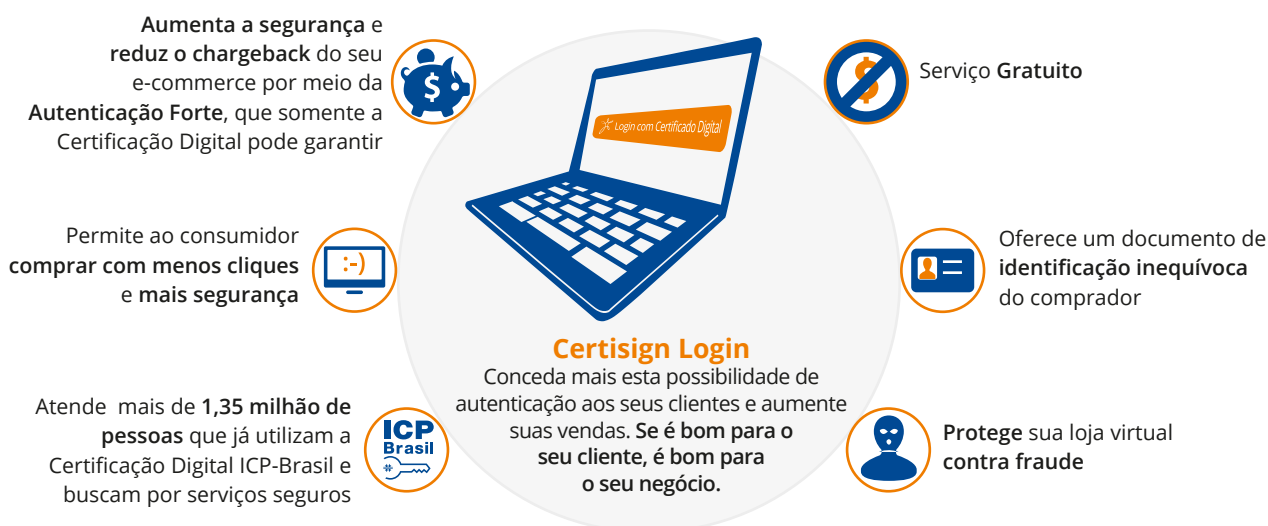 Aumenta a segurança e
reduz o chargeback do seu
e-commerce por meio da
Autenticação Forte, que somente a
Certificação Digital pode garantir
$
Permite ao consumidor
comprar com menos cliques
e mais segurança
:-)
Atende mais de 1,35 milhão de
pessoas que já utilizam a
Certificação Digital ICP-Brasil e
buscam por serviços seguros
ICP
Brasil
Login com Certificado Digital
Certisign Login
Conceda mais esta possibilidade de
autenticação aos seus clientes e aumente
suas vendas. Se é bom para o
seu cliente, é bom para
o seu negócio.
$
Serviço Gratuito
Oferece um documento de
identificação inequívoca
do comprador
Protege sua loja virtual
contra fraude